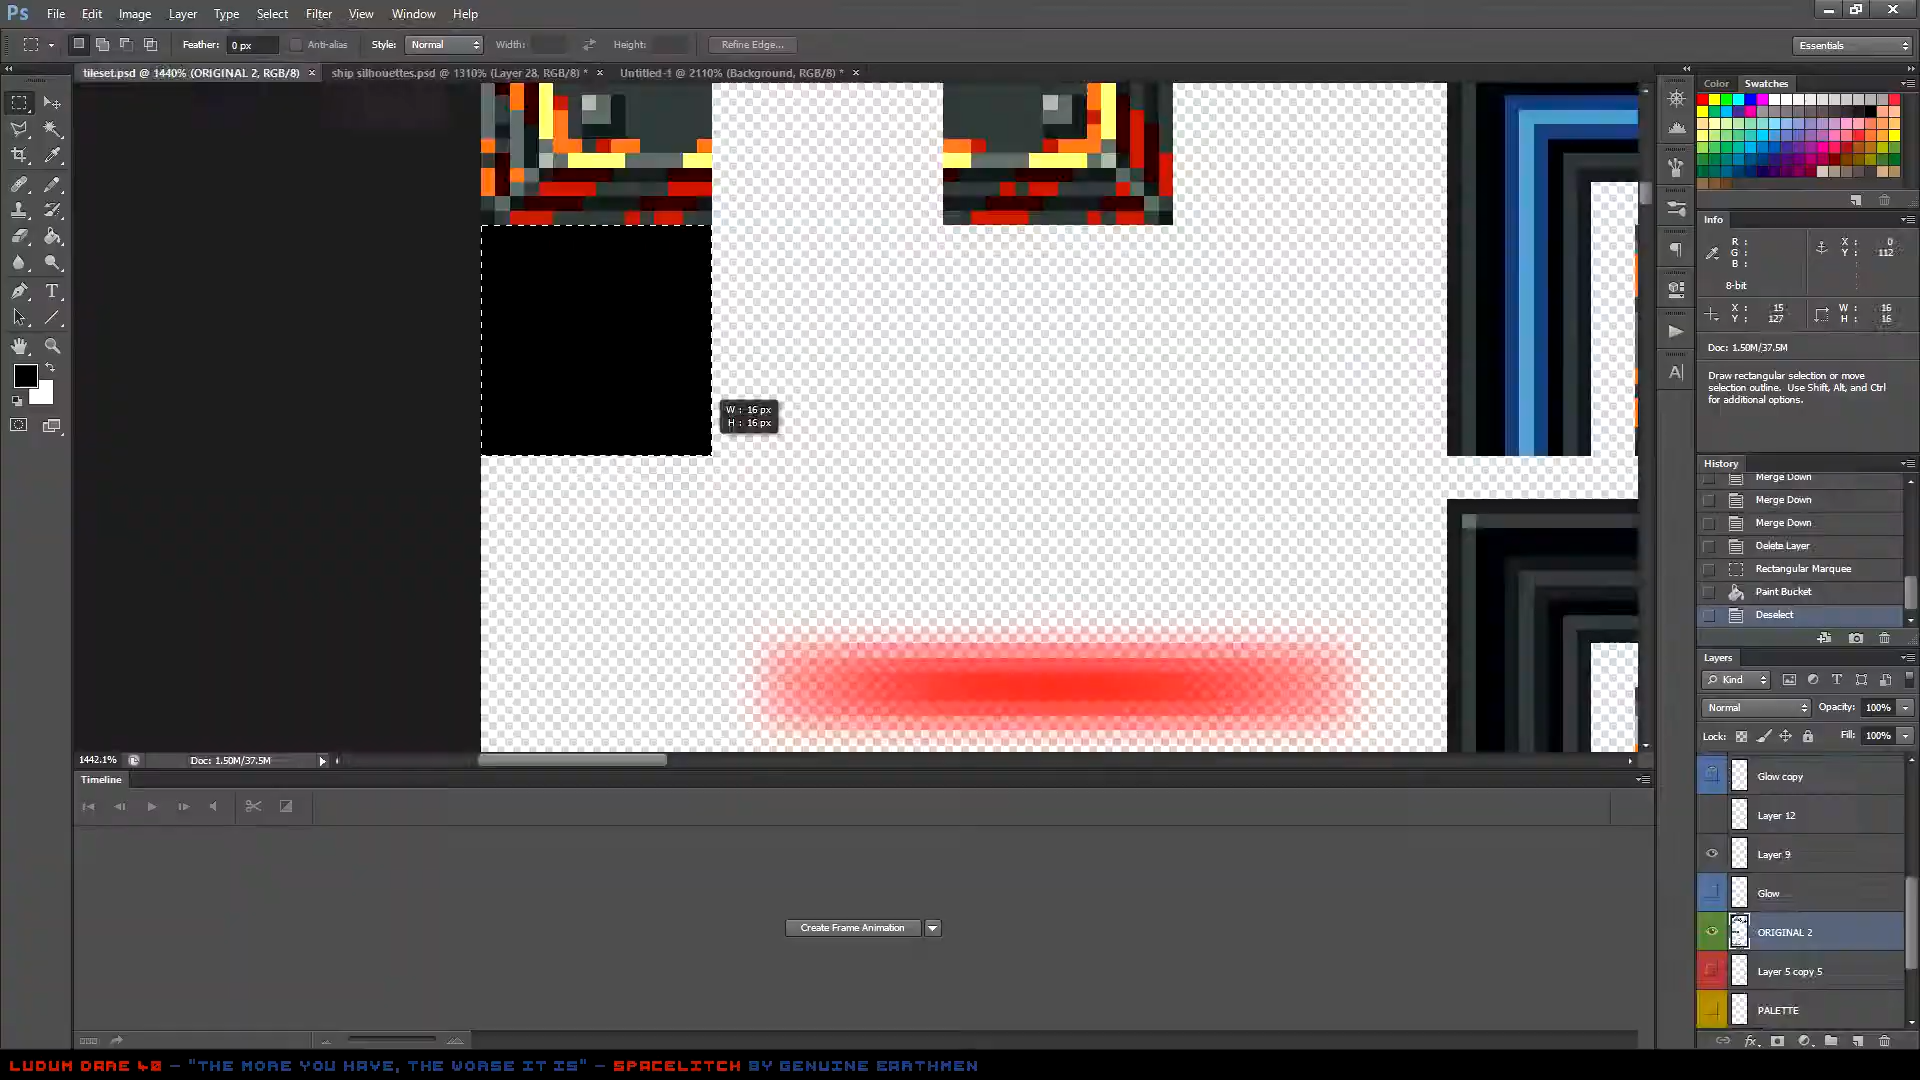 Ps File Edit Image Layer Type Select Filter View Window Help
Feather: 0 px Anti-alias Style: Normal Width: Height: Refine Edge... Essentials
tileset.psd @ 1440% (ORIGINAL 2, RGB/8) × ship silhouettes.psd @ 1310% (Layer 28, RGB/8) * × Untitled-1 @ 2110% (Background, RGB/8) * ×
Color Swatches
Info
R : X : 0
G : Y : 112
B :
8-bit
X : 15 W : 16
Y : 127 H : 16
Doc: 1.50M/37.5M
Draw rectangular selection or move
selection outline. Use Shift, Alt, and Ctrl
for additional options.
W : 16 px
H : 16 px
History
Merge Down
Merge Down
Merge Down
Delete Layer
Rectangular Marquee
Paint Bucket
Deselect
Layers
Kind
Normal Opacity: 100%
Lock: Fill: 100%
Glow copy
Layer 12
Layer 9
Glow
ORIGINAL 2
Layer 5 copy 5
PALETTE
1442.1% Doc: 1.50M/37.5M
Timeline
Create Frame Animation
LUDUM DARE 40 – "THE MORE YOU HAVE, THE WORSE IT IS" – SPACELITCH BY GENUINE EARTHMEN